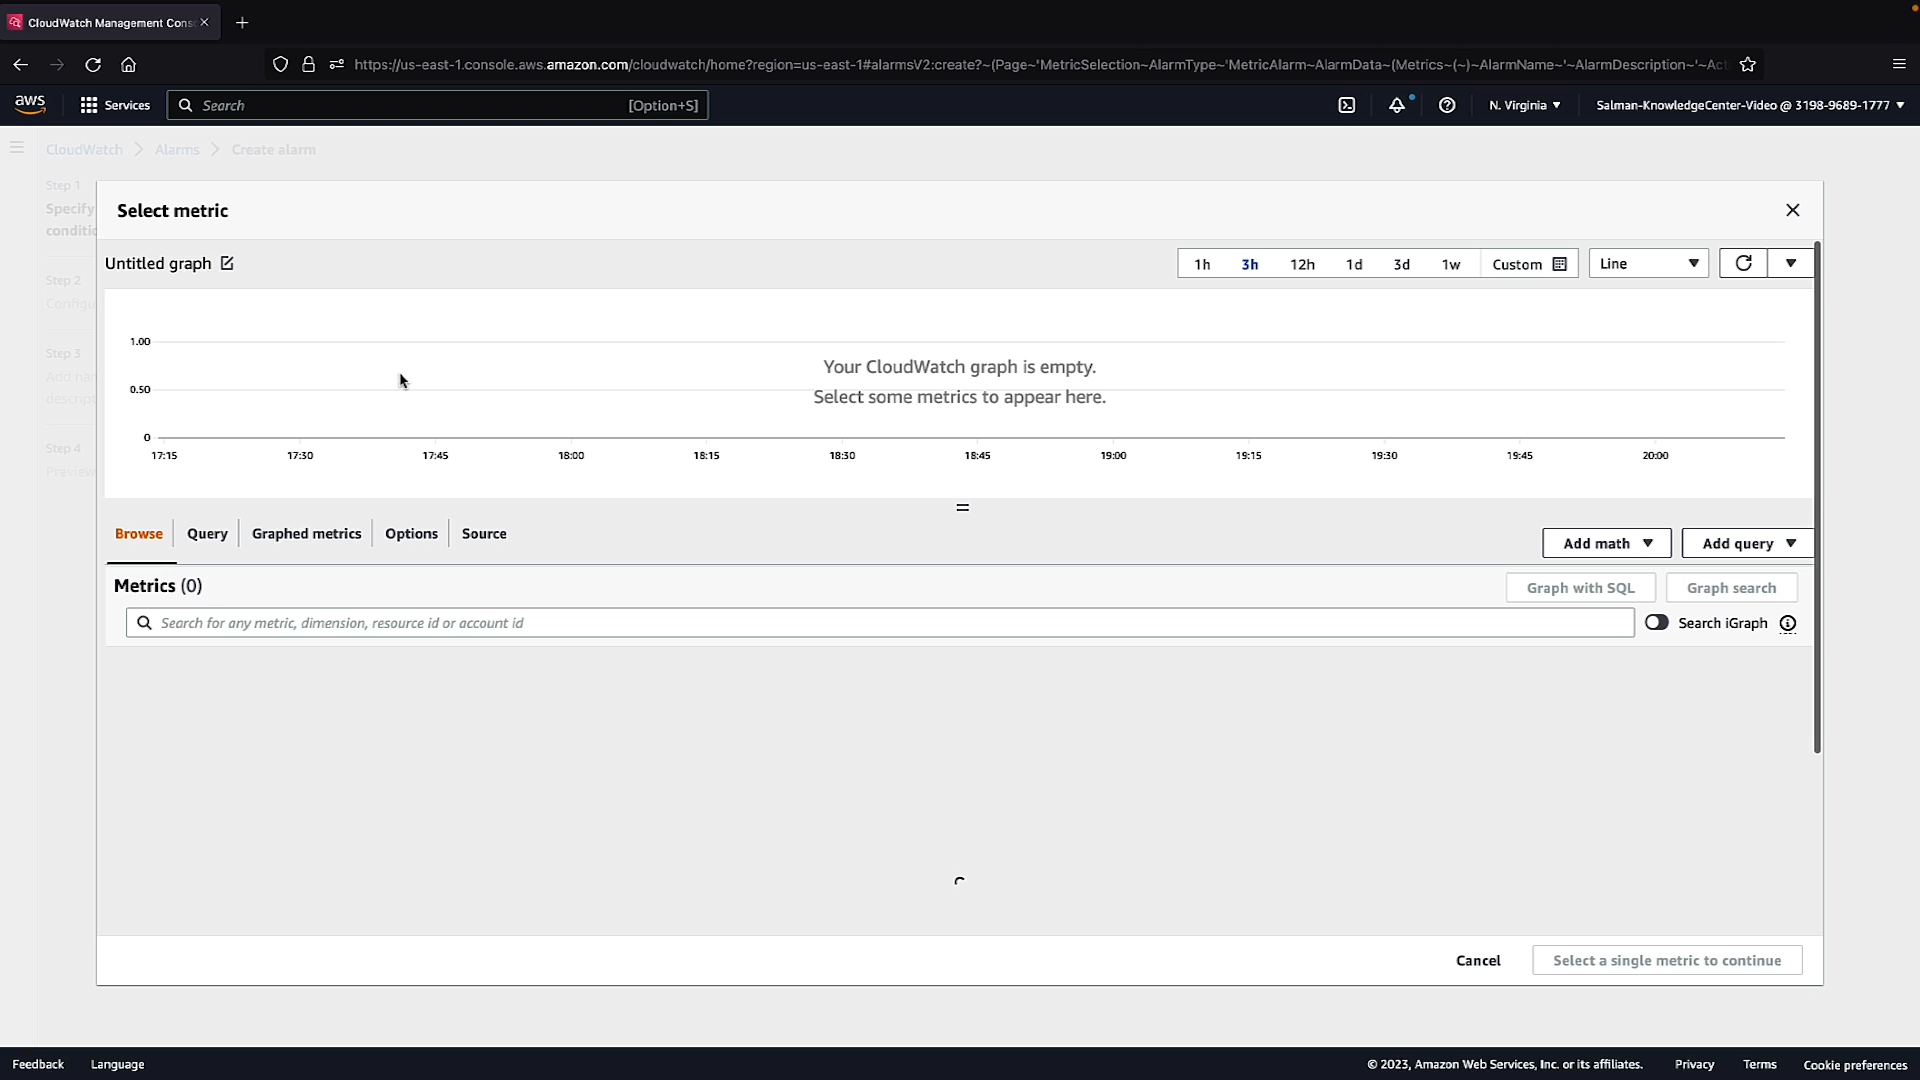 CloudWatch Management Cons
https://us-east-1.console.aws.amazon.com/cloudwatch/home?region=us-east-1#alarmsV2:create?~(Page~'MetricSelection~AlarmType~'MetricAlarm~AlarmData~(Metrics~(~)~AlarmName~'~AlarmDescription~'~Act
aws Services Search [Option+S] N. Virginia Salman-KnowledgeCenter-Video @ 3198-9689-1777
CloudWatch Alarms Create alarm
Step 1
Specify
conditio
Step 2
Configu
Step 3
Add nam
descript
Step 4
Preview
Select metric
Untitled graph 1h 3h 12h 1d 3d 1w Custom Line
1.00
0.50
0
Your CloudWatch graph is empty.
Select some metrics to appear here.
17:15 17:30 17:45 18:00 18:15 18:30 18:45 19:00 19:15 19:30 19:45 20:00
Browse Query Graphed metrics Options Source Add math Add query
Metrics (0) Graph with SQL Graph search
Search for any metric, dimension, resource id or account id Search iGraph
Cancel Select a single metric to continue
Feedback Language © 2023, Amazon Web Services, Inc. or its affiliates. Privacy Terms Cookie preferences